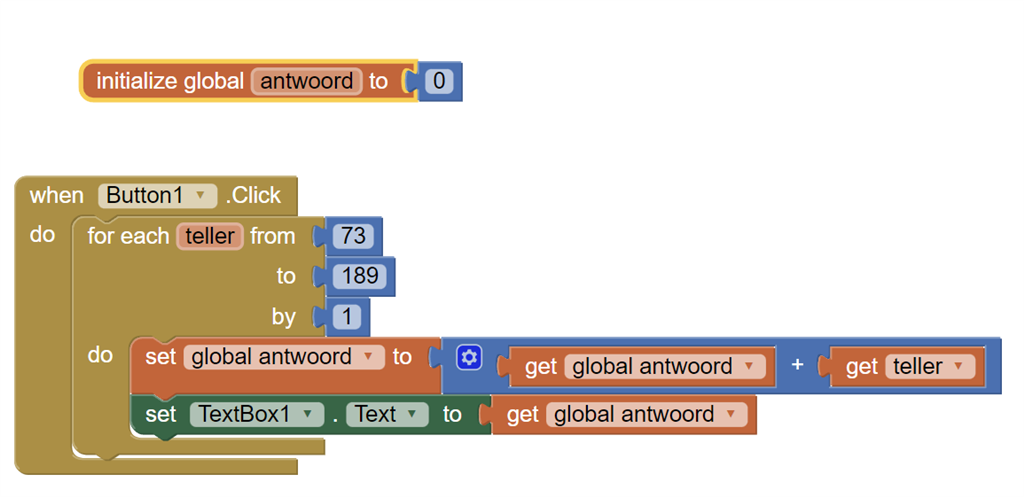 initialize global antwoord to 0
when Button1 .Click
do for each teller from 73
to 189
by 1
do set global antwoord to get global antwoord + get teller
set TextBox1 . Text to get global antwoord